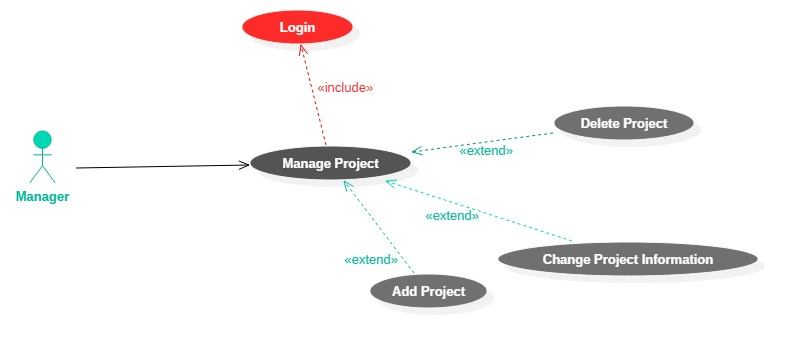 Login
«include»
Delete Project
«extend»
Manage Project
Manager
«extend»
«extend»
Change Project Information
Add Project